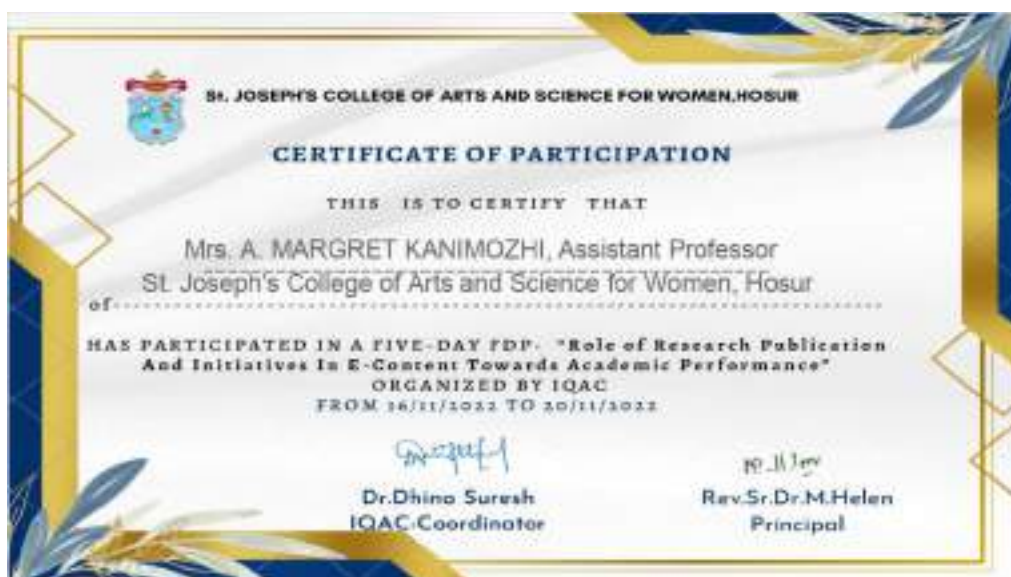 St. JOSEPH'S COLLEGE OF ARTS AND SCIENCE FOR WOMEN,HOSUR
CERTIFICATE OF PARTICIPATION
THIS IS TO CERTIFY THAT
Mrs. A. MARGRET KANIMOZHI, Assistant Professor
St. Joseph's College of Arts and Science for Women, Hosur
of
HAS PARTICIPATED IN A FIVE-DAY FDP- "Role of Research Publication
And Initiatives In E-Content Towards Academic Performance"
ORGANIZED BY IQAC
FROM 16/11/2022 TO 20/11/2022
Dr.Dhino Suresh
IQAC-Coordinator
Rev.Sr.Dr.M.Helen
Principal